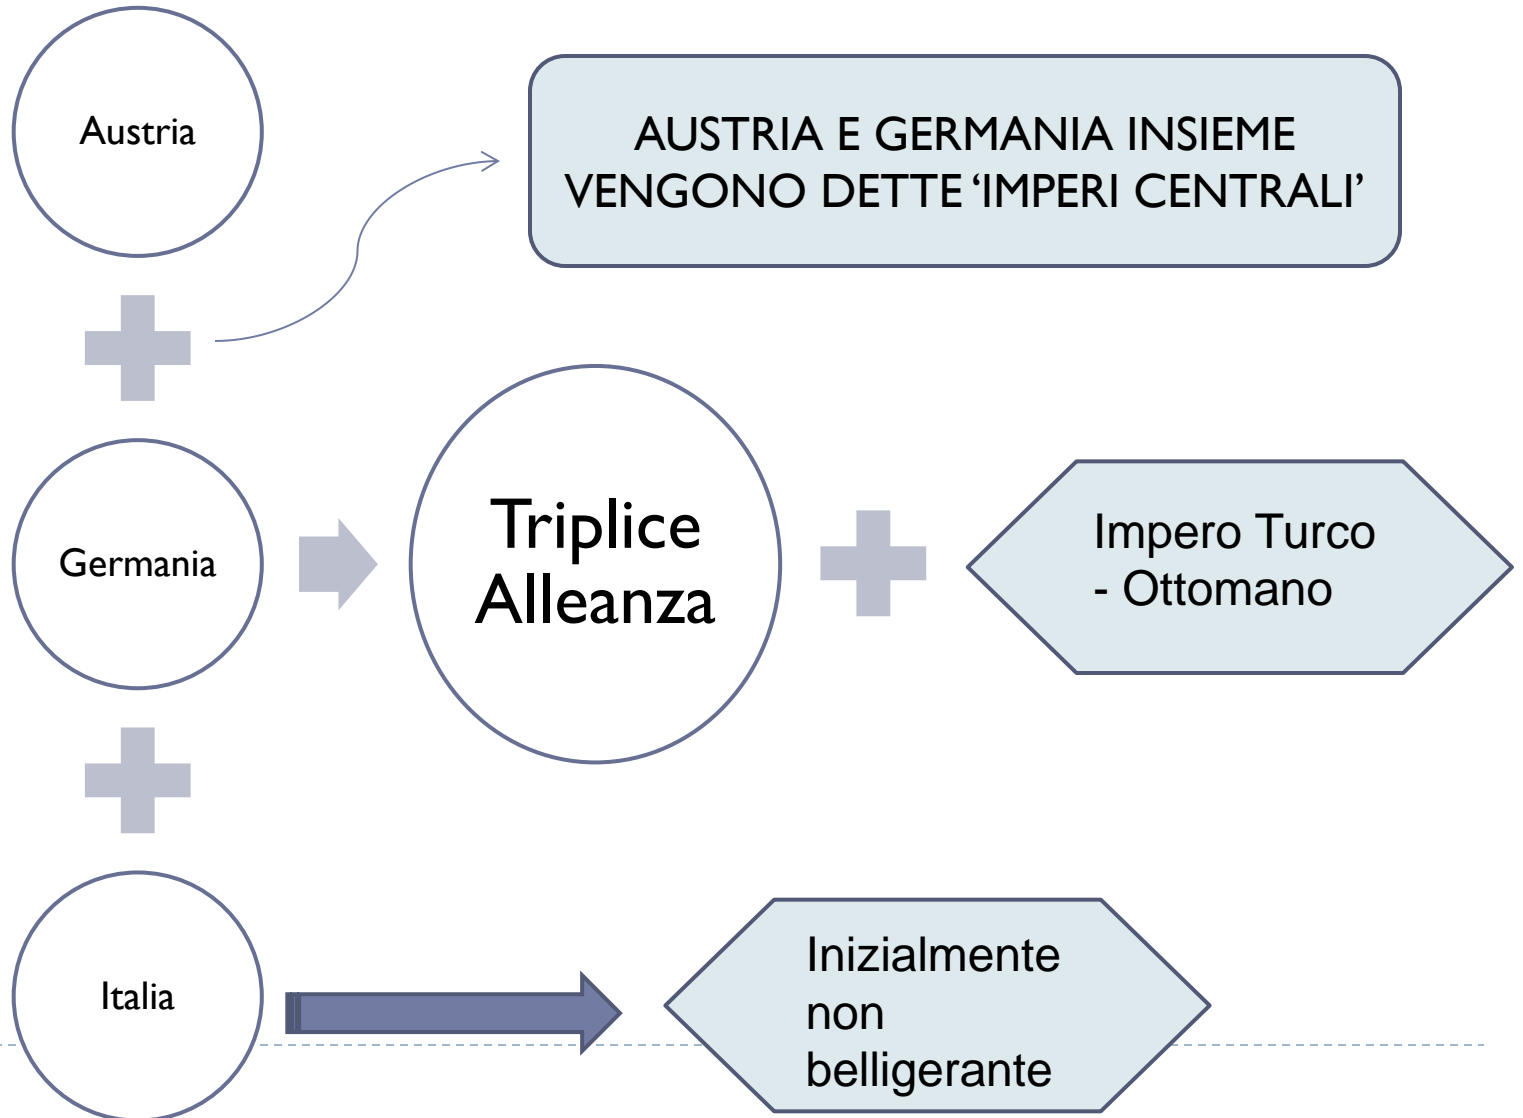 Austria
AUSTRIA E GERMANIA INSIEME
VENGONO DETTE ‘IMPERI CENTRALI’
Germania
Triplice
Alleanza
Impero Turco
- Ottomano
Italia
Inizialmente
non
belligerante